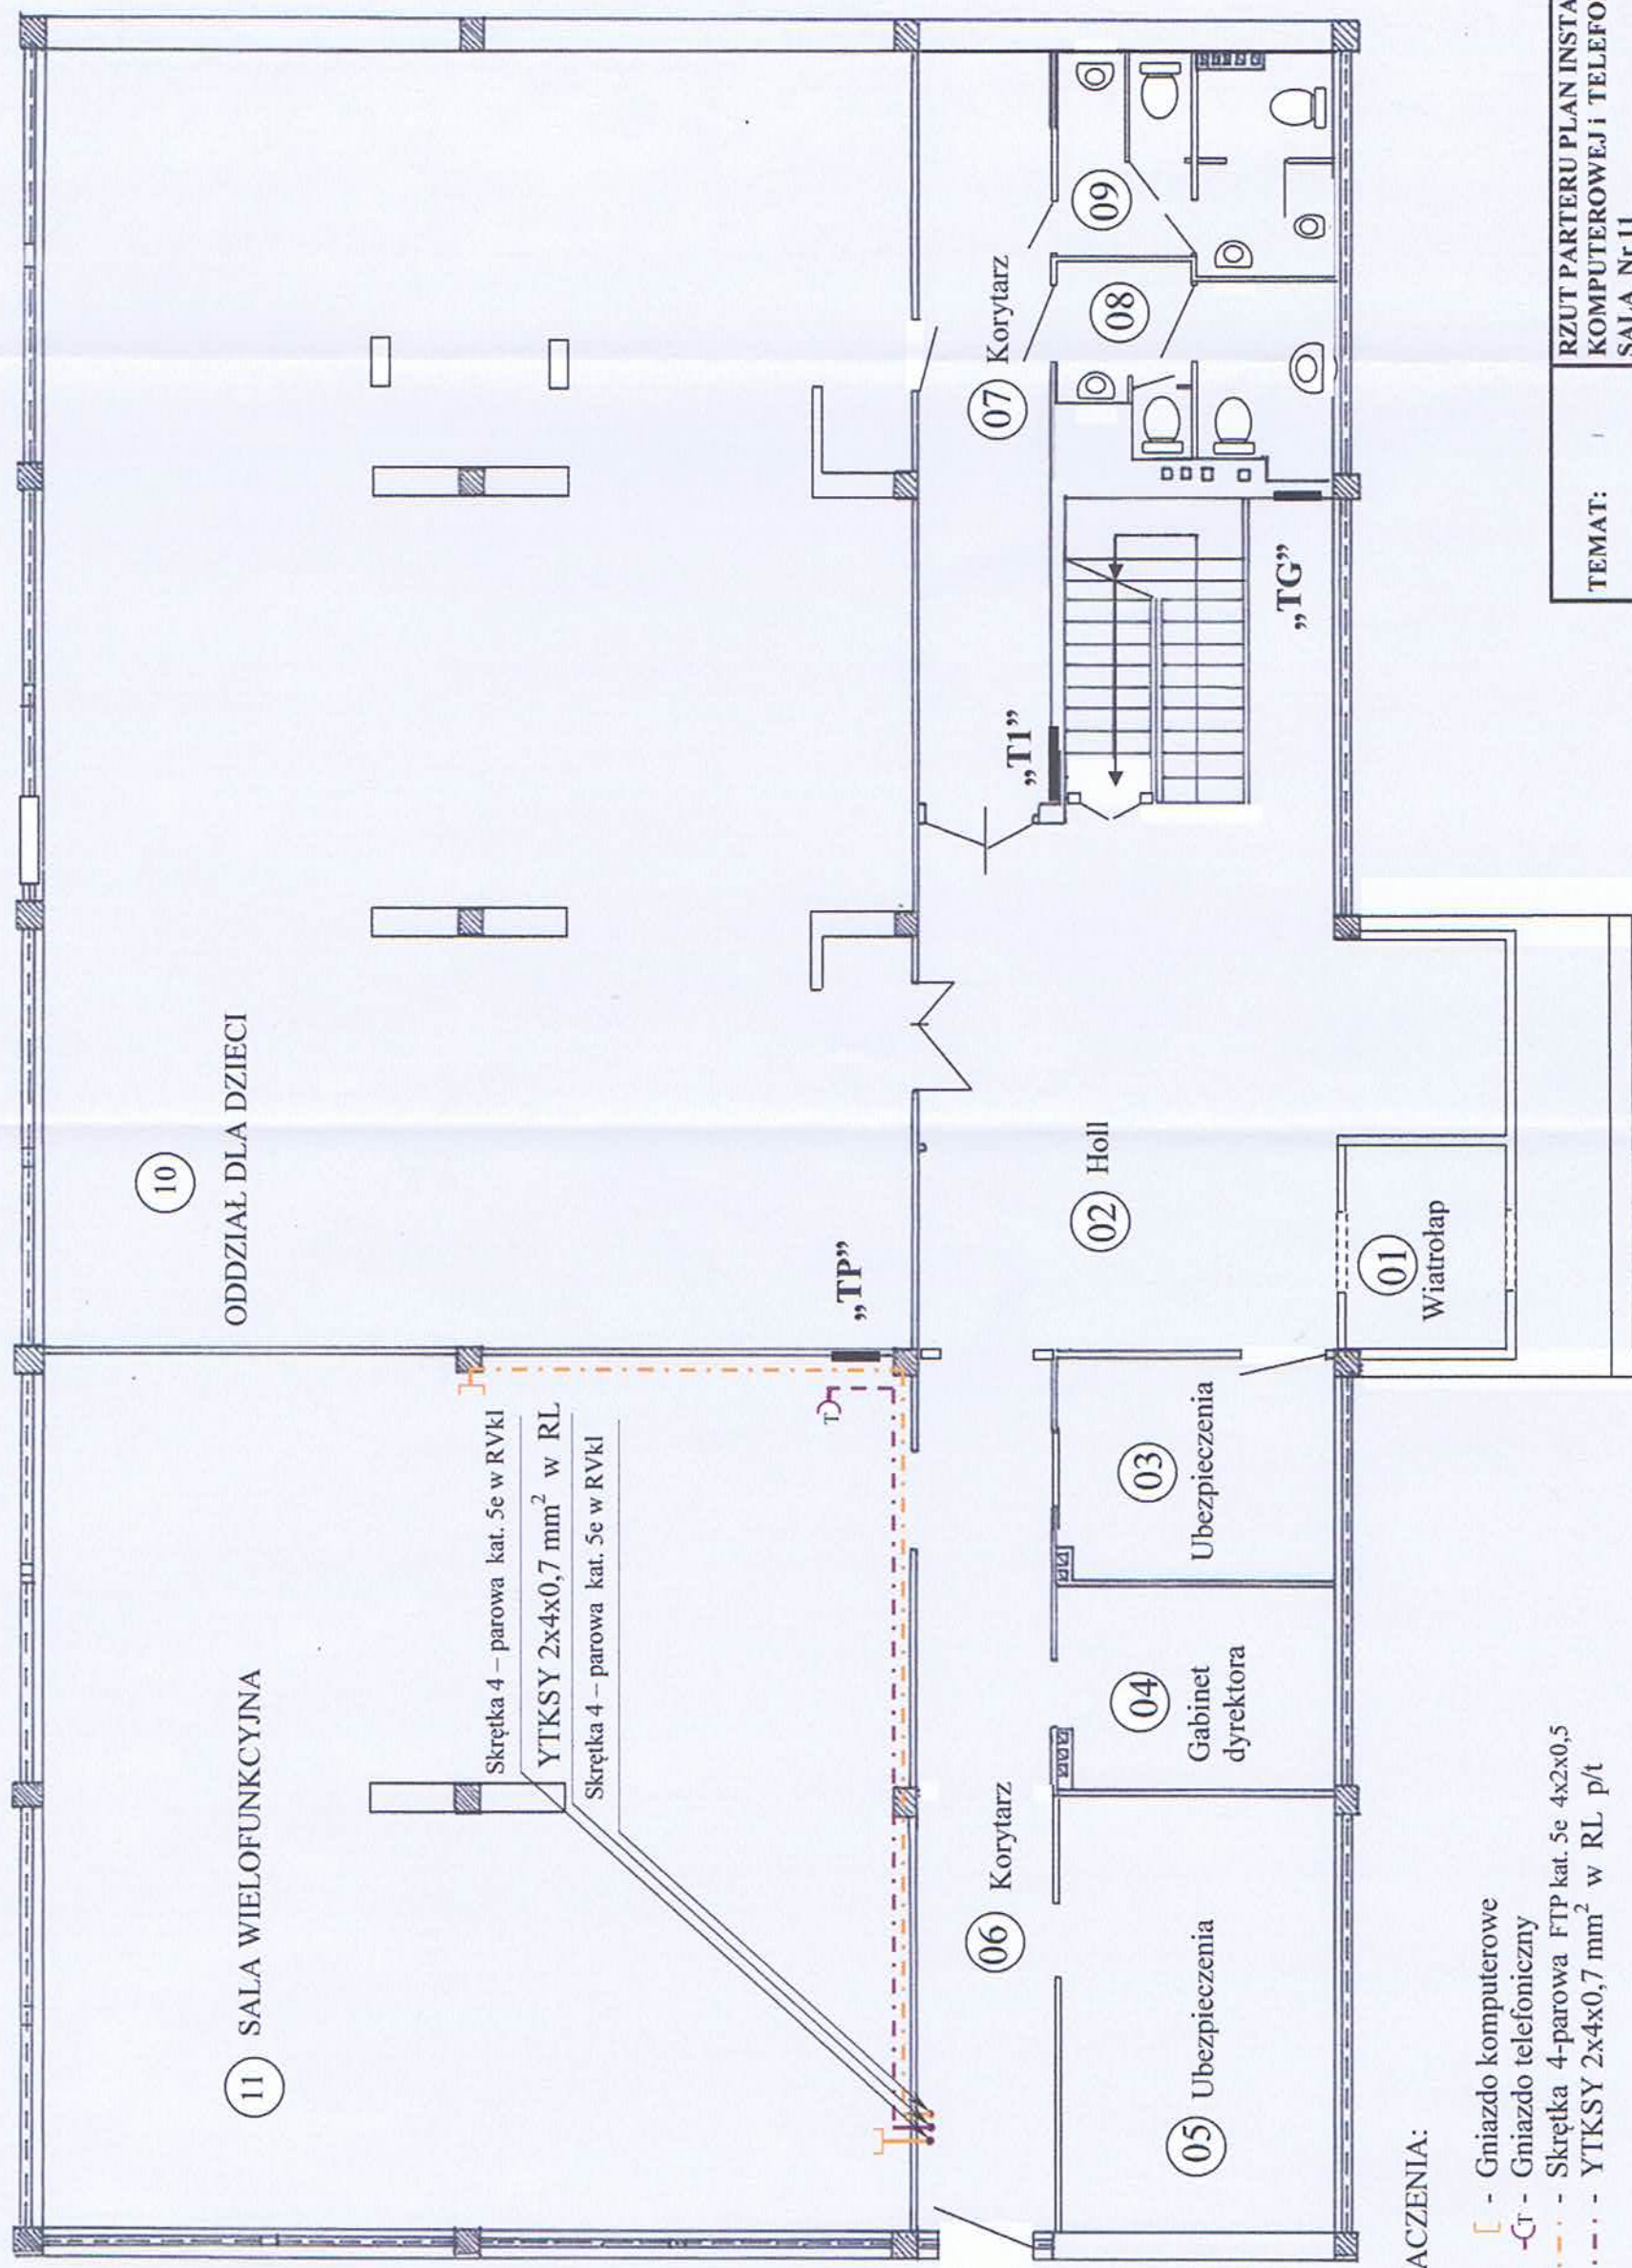 10
ODDZIAŁ DLA DZIECI
11 SALA WIELOFUNKCYJNA
Skrętka 4 – parowa kat. 5e w RVkl
YTKSY 2x4x0,7 mm² w RL
Skrętka 4 – parowa kat. 5e w RVkl
T
„TP”
„T1”
„TG”
07 Korytarz
08
09
02 Holl
01
Wiatrołap
03
Ubezpieczenia
04
Gabinet
dyrektora
06 Korytarz
05 Ubezpieczenia
ACZENIA:
- Gniazdo komputerowe
T - Gniazdo telefoniczny
- Skrętka 4-parowa FTP kat. 5e 4x2x0,5
- YTKSY 2x4x0,7 mm² w RL p/t
TEMAT:
RZUT PARTERU PLAN INSTA
KOMPUTEROWEJ i TELEFO
SALA Nr 11